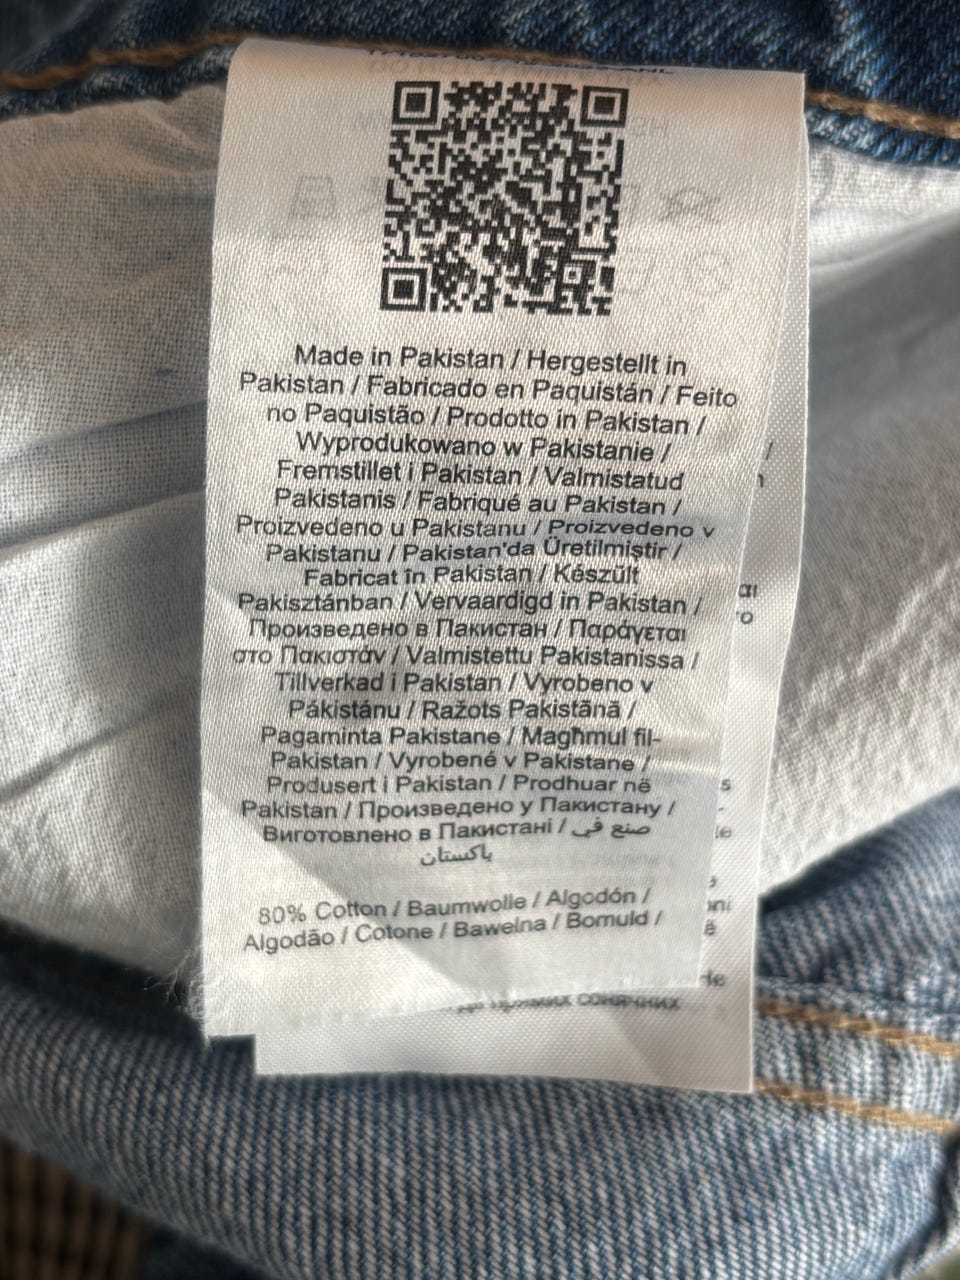 Made in Pakistan / Hergestellt in
Pakistan / Fabricado en Paquistán / Feito
no Paquistão / Prodotto in Pakistan /
Wyprodukowano w Pakistanie /
Fremstillet i Pakistan / Valmistatud
Pakistanis / Fabriqué au Pakistan /
Proizvedeno u Pakistanu / Proizvedeno v
Pakistanu / Pakistan'da Üretilmiştir /
Fabricat în Pakistan / Készült
Pakisztánban / Vervaardigd in Pakistan /
Произведено в Пакистан / Παράγεται
στο Πακιστάν / Valmistettu Pakistanissa /
Tillverkad i Pakistan / Vyrobeno v
Pákistánu / Ražots Pakistānā /
Pagaminta Pakistane / Magħmul fil-
Pakistan / Vyrobené v Pakistane /
Produsert i Pakistan / Prodhuar në
Pakistan / Произведено у Пакистану /
Виготовлено в Пакистані / صنع في
باكستان
80% Cotton / Baumwolle / Algodón /
Algodão / Cotone / Bawełna / Bomuld /
сонячних